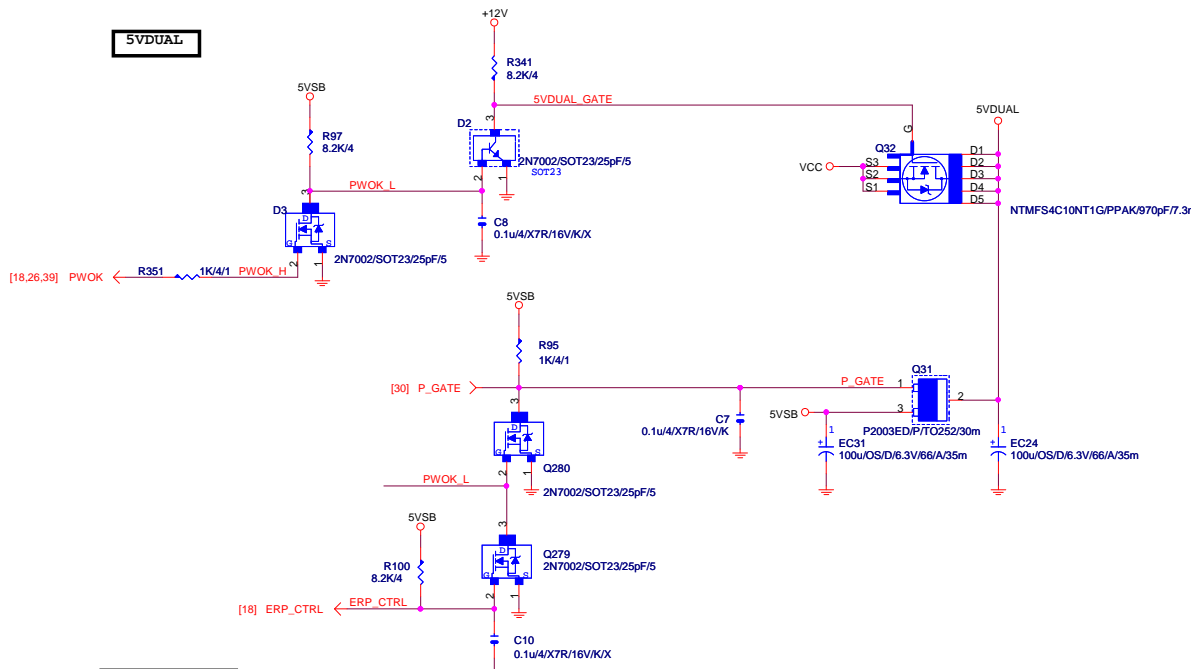 5VDUAL
+12V
R341
8.2K/4
5VDUAL_GATE
5VSB
R97
8.2K/4
D2
3
2N7002/SOT23/25pF/5
SOT23
2
1
PWOK_L
C8
0.1u/4/X7R/16V/K/X
3
D3
D
G
S
2N7002/SOT23/25pF/5
2
1
[18,26,39] PWOK
R351
1K/4/1
PWOK_H
5VDUAL
G
Q32
VCC
S3
S2
S1
D1
D2
D3
D4
D5
NTMFS4C10NT1G/PPAK/970pF/7.3m
5VSB
R95
1K/4/1
[30] P_GATE
P_GATE
Q31
1
2
3
5VSB
P2003ED/P/TO252/30m
C7
0.1u/4/X7R/16V/K
1
+
EC31
100u/OS/D/6.3V/66/A/35m
1
+
EC24
100u/OS/D/6.3V/66/A/35m
3
D
G
S
Q280
2N7002/SOT23/25pF/5
2
1
PWOK_L
5VSB
R100
8.2K/4
3
D
G
S
Q279
2N7002/SOT23/25pF/5
2
1
[18] ERP_CTRL
ERP_CTRL
C10
0.1u/4/X7R/16V/K/X